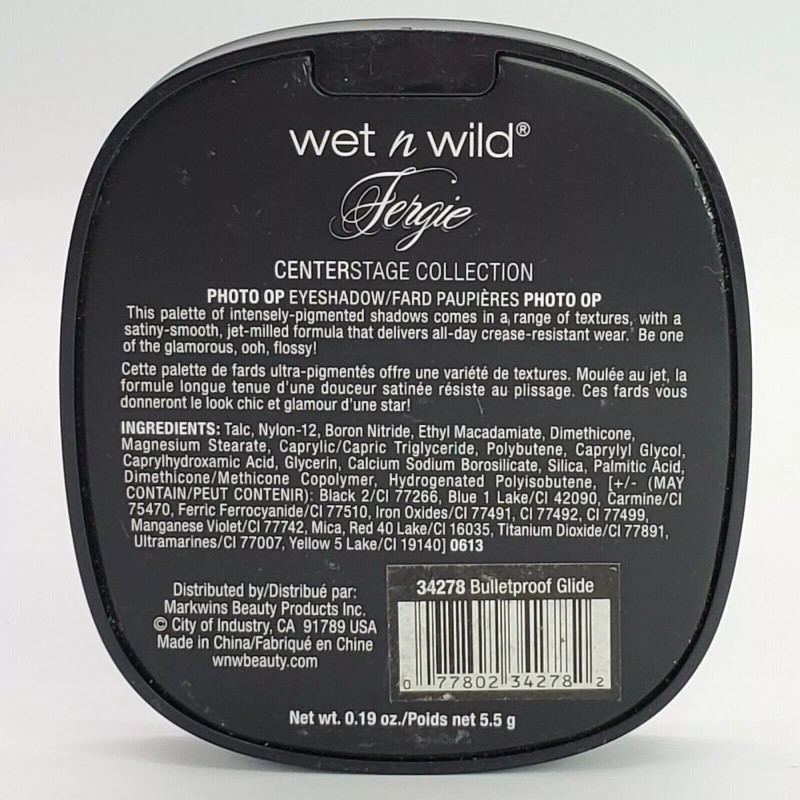 wet n wild®
Fergie
CENTERSTAGE COLLECTION
PHOTO OP EYESHADOW/FARD PAUPIÈRES PHOTO OP
This palette of intensely-pigmented shadows comes in a range of textures, with a
satiny-smooth, jet-milled formula that delivers all-day crease-resistant wear. Be one
of the glamorous, ooh, flossy!
Cette palette de fards ultra-pigmentés offre une variété de textures. Moulée au jet, la
formule longue tenue d'une douceur satinée résiste au plissage. Ces fards vous
donneront le look chic et glamour d'une star!
INGREDIENTS: Talc, Nylon-12, Boron Nitride, Ethyl Macadamiate, Dimethicone,
Magnesium Stearate, Caprylic/Capric Triglyceride, Polybutene, Caprylyl Glycol,
Caprylhydroxamic Acid, Glycerin, Calcium Sodium Borosilicate, Silica, Palmitic Acid,
Dimethicone/Methicone Copolymer, Hydrogenated Polyisobutene, [+/- (MAY
CONTAIN/PEUT CONTENIR): Black 2/CI 77266, Blue 1 Lake/CI 42090, Carmine/CI
75470, Ferric Ferrocyanide/CI 77510, Iron Oxides/CI 77491, CI 77492, CI 77499,
Manganese Violet/CI 77742, Mica, Red 40 Lake/CI 16035, Titanium Dioxide/CI 77891,
Ultramarines/CI 77007, Yellow 5 Lake/CI 19140] 0613
Distributed by/Distribué par:
Markwins Beauty Products Inc.
© City of Industry, CA 91789 USA
Made in China/Fabriqué en Chine
wnwbeauty.com
34278 Bulletproof Glide
0 77802 34278 2
Net wt. 0.19 oz./Poids net 5.5 g